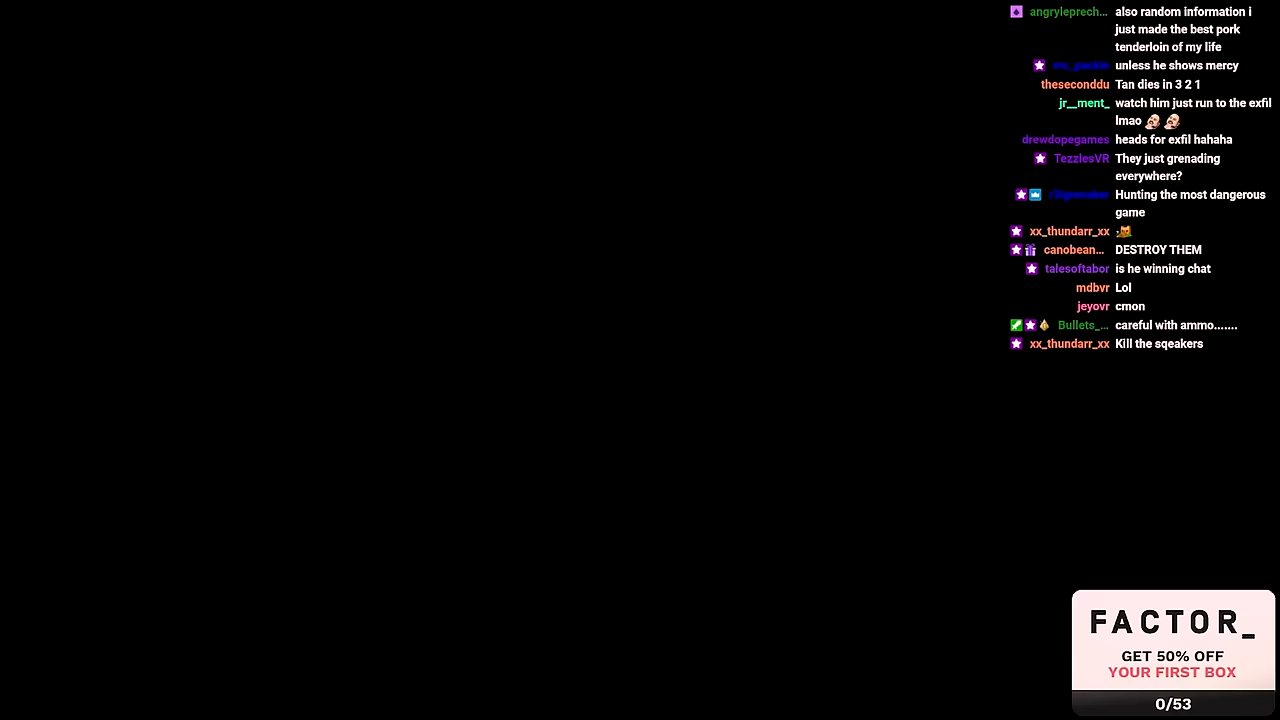 angryleprech... also random information i
just made the best pork
tenderloin of my life
unless he shows mercy
theseconddu Tan dies in 3 2 1
jr__ment_ watch him just run to the exfil
lmao
drewdopegames heads for exfil hahaha
TezzlesVR They just grenading
everywhere?
Hunting the most dangerous
game
xx_thundarr_xx
canobean... DESTROY THEM
talesoftabor is he winning chat
mdbvr Lol
jeyovr cmon
Bullets_... careful with ammo.......
xx_thundarr_xx Kill the sqeakers
FACTOR_
GET 50% OFF
YOUR FIRST BOX
0/53